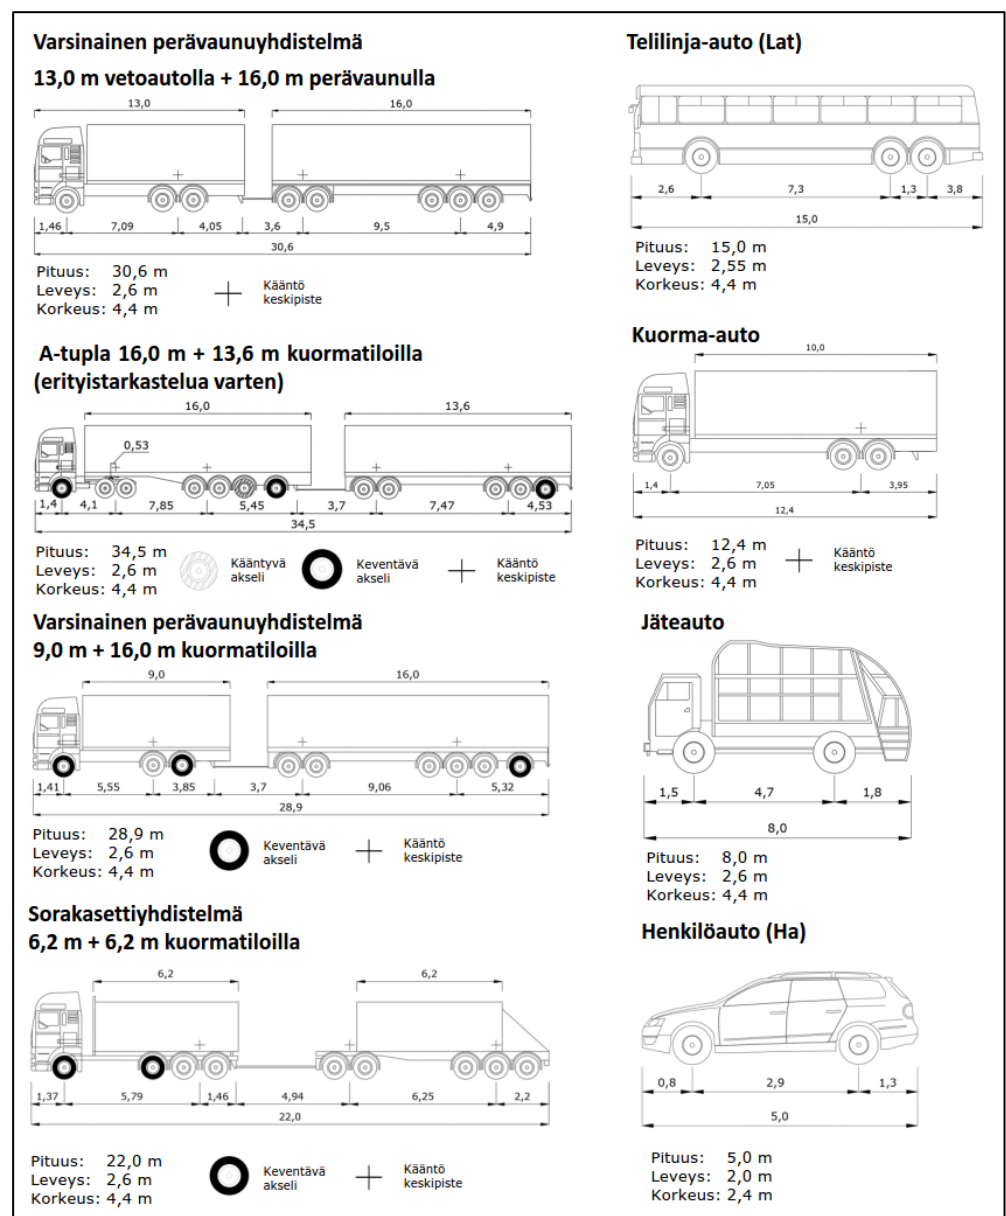 Varsinainen perävaunuyhdistelmä
13,0 m vetoautolla + 16,0 m perävaunulla
13,0
16,0
1,46
7,09
4,05
3,6
9,5
4,9
30,6
Pituus: 30,6 m
Leveys: 2,6 m
Korkeus: 4,4 m
Kääntö
keskipiste
A-tupla 16,0 m + 13,6 m kuormatiloilla
(erityistarkastelua varten)
16,0
13,6
0,53
1,4
4,1
7,85
5,45
3,7
7,47
4,53
34,5
Pituus: 34,5 m
Leveys: 2,6 m
Korkeus: 4,4 m
Kääntyvä
akseli
Keventävä
akseli
Kääntö
keskipiste
Varsinainen perävaunuyhdistelmä
9,0 m + 16,0 m kuormatiloilla
9,0
16,0
1,41
5,55
3,85
3,7
9,06
5,32
28,9
Pituus: 28,9 m
Leveys: 2,6 m
Korkeus: 4,4 m
Keventävä
akseli
Kääntö
keskipiste
Sorakasettiyhdistelmä
6,2 m + 6,2 m kuormatiloilla
6,2
6,2
1,37
5,79
1,46
4,94
6,25
2,2
22,0
Pituus: 22,0 m
Leveys: 2,6 m
Korkeus: 4,4 m
Keventävä
akseli
Kääntö
keskipiste
Telilinja-auto (Lat)
2,6
7,3
1,3
3,8
15,0
Pituus: 15,0 m
Leveys: 2,55 m
Korkeus: 4,4 m
Kuorma-auto
10,0
1,4
7,05
3,95
12,4
Pituus: 12,4 m
Leveys: 2,6 m
Korkeus: 4,4 m
Kääntö
keskipiste
Jäteauto
1,5
4,7
1,8
8,0
Pituus: 8,0 m
Leveys: 2,6 m
Korkeus: 4,4 m
Henkilöauto (Ha)
0,8
2,9
1,3
5,0
Pituus: 5,0 m
Leveys: 2,0 m
Korkeus: 2,4 m